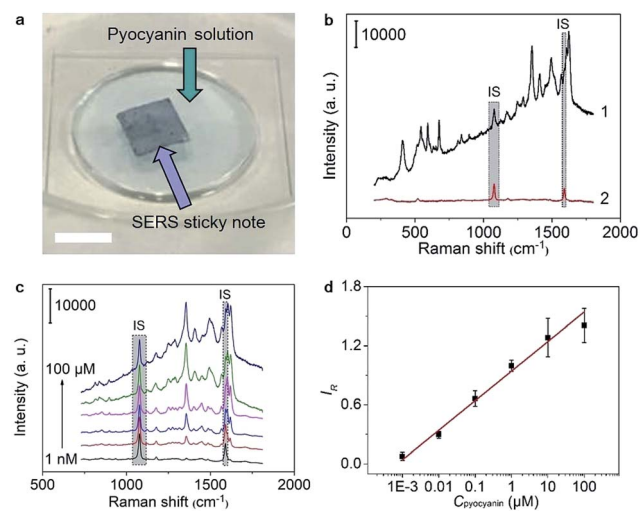 a
Pyocyanin solution
SERS sticky note
b
10000
IS
IS
1
2
Intensity (a. u.)
0
500
1000
1500
2000
Raman shift (cm⁻¹)
c
10000
IS
IS
100 μM
1 nM
Intensity (a. u.)
500
1000
1500
2000
Raman shift (cm⁻¹)
d
1.8
1.2
0.6
0.0
I_R
1E-3
0.01
0.1
1
10
100
C_pyocyanin (μM)